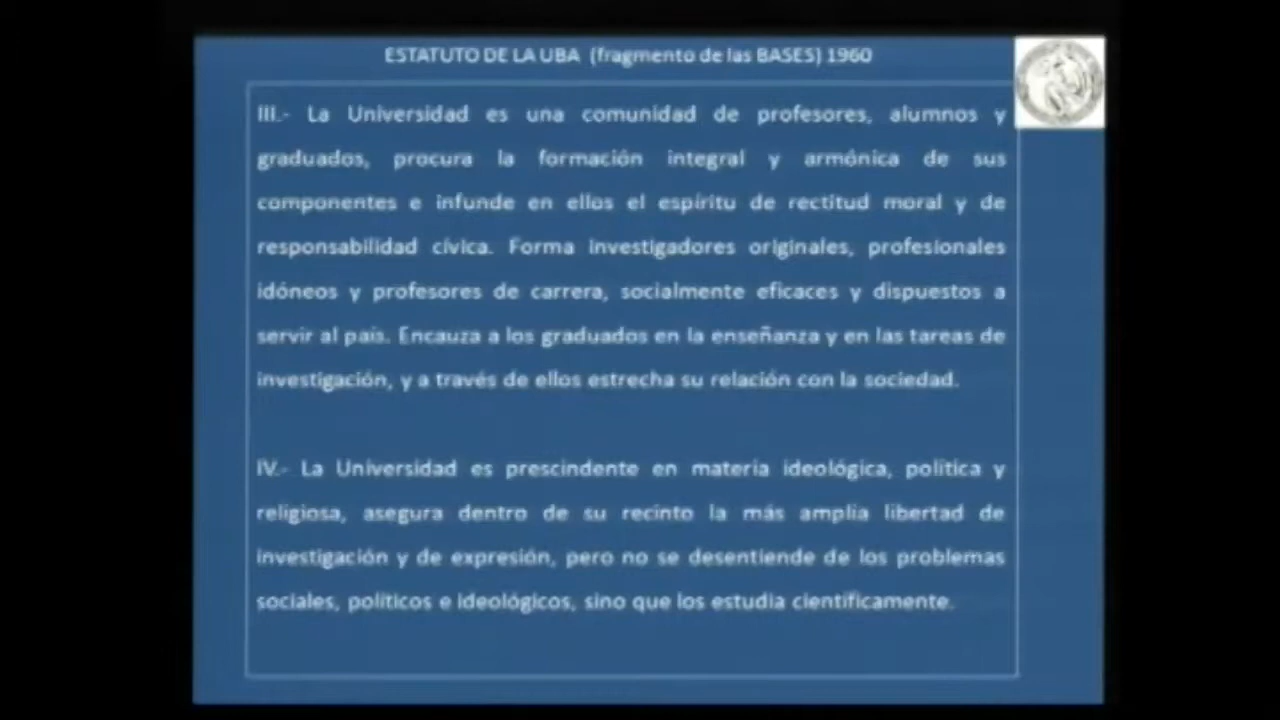 ESTATUTO DE LA UBA (fragmento de las BASES) 1960
III.- La Universidad es una comunidad de profesores, alumnos y
graduados, procura la formación integral y armónica de sus
componentes e infunde en ellos el espíritu de rectitud moral y de
responsabilidad cívica. Forma investigadores originales, profesionales
idóneos y profesores de carrera, socialmente eficaces y dispuestos a
servir al país. Encauza a los graduados en la enseñanza y en las tareas de
investigación, y a través de ellos estrecha su relación con la sociedad.
IV.- La Universidad es prescindente en materia ideológica, política y
religiosa, asegura dentro de su recinto la más amplia libertad de
investigación y de expresión, pero no se desentiende de los problemas
sociales, políticos e ideológicos, sino que los estudia científicamente.